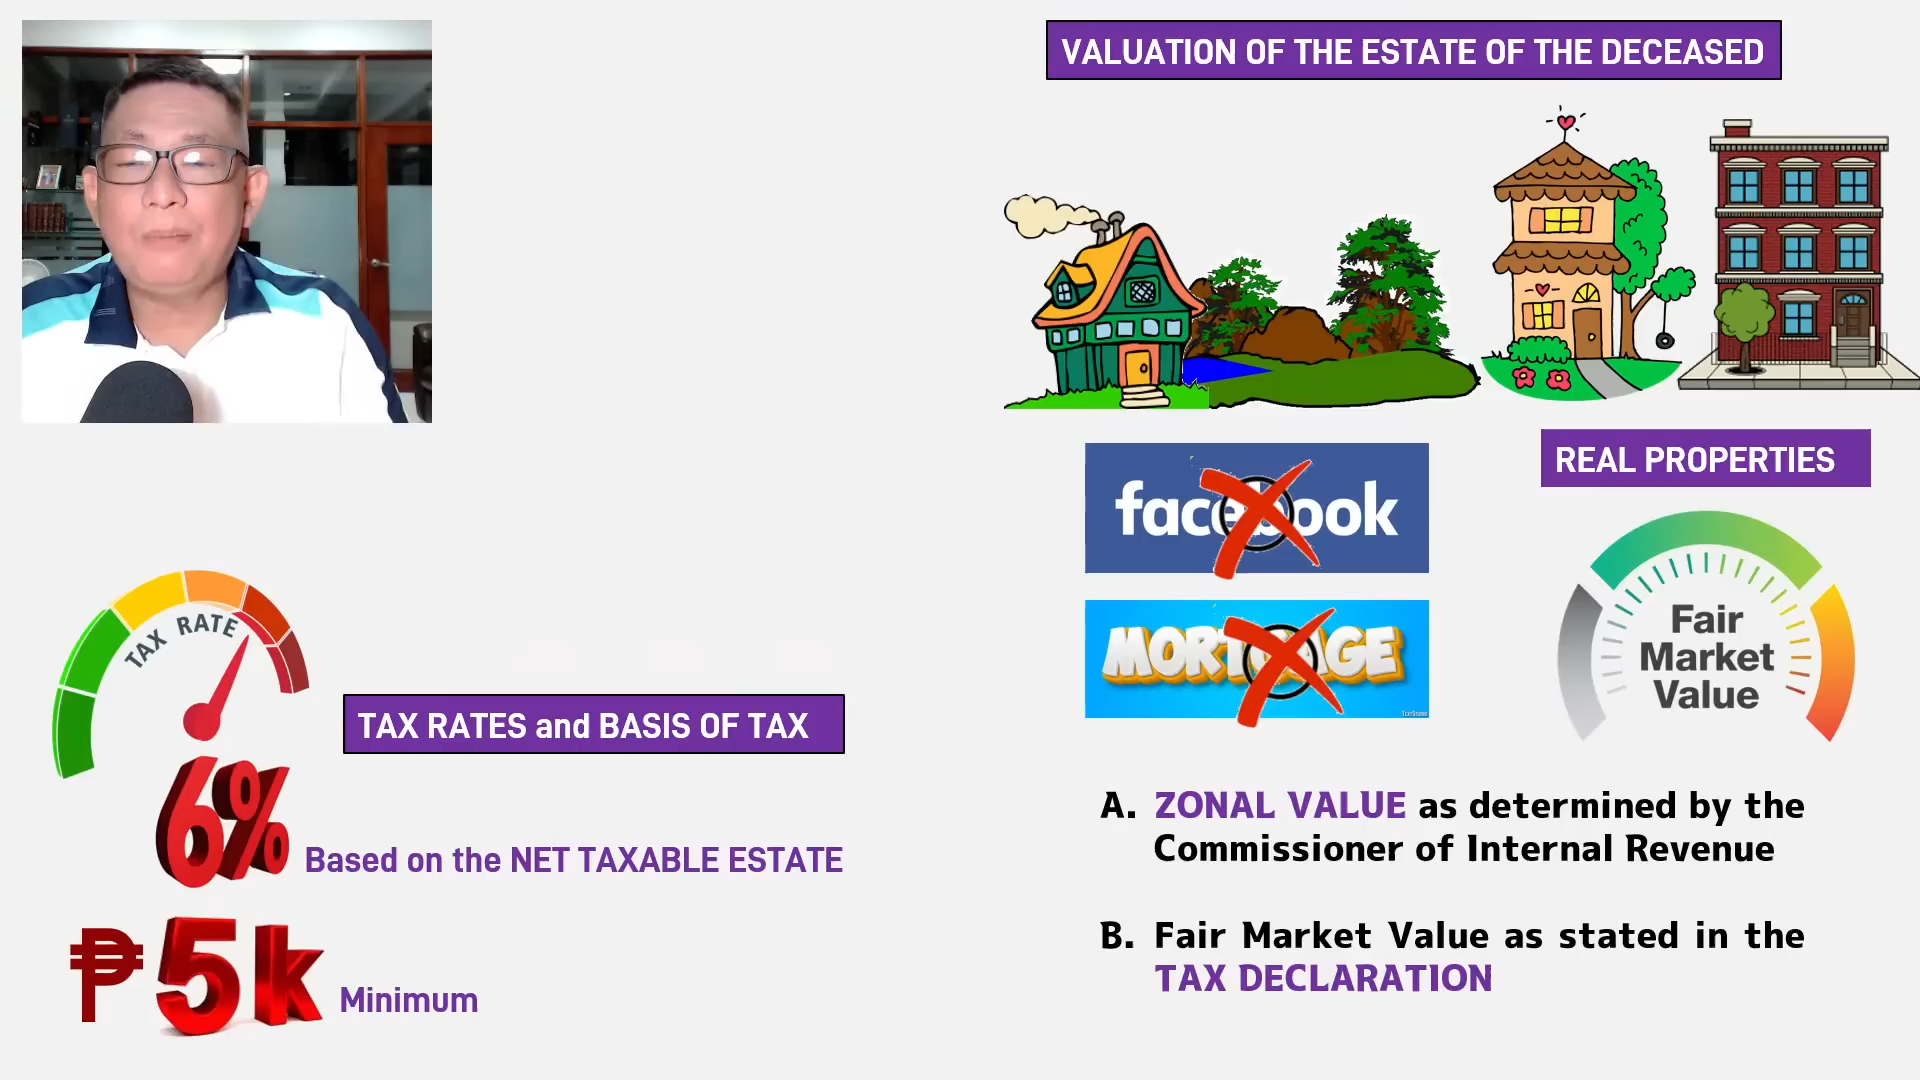 VALUATION OF THE ESTATE OF THE DECEASED
facebook
MORTGAGE
REAL PROPERTIES
Fair
Market
Value
TAX RATE
TAX RATES and BASIS OF TAX
6%
Based on the NET TAXABLE ESTATE
₱5k
Minimum
A. ZONAL VALUE as determined by the
Commissioner of Internal Revenue
B. Fair Market Value as stated in the
TAX DECLARATION